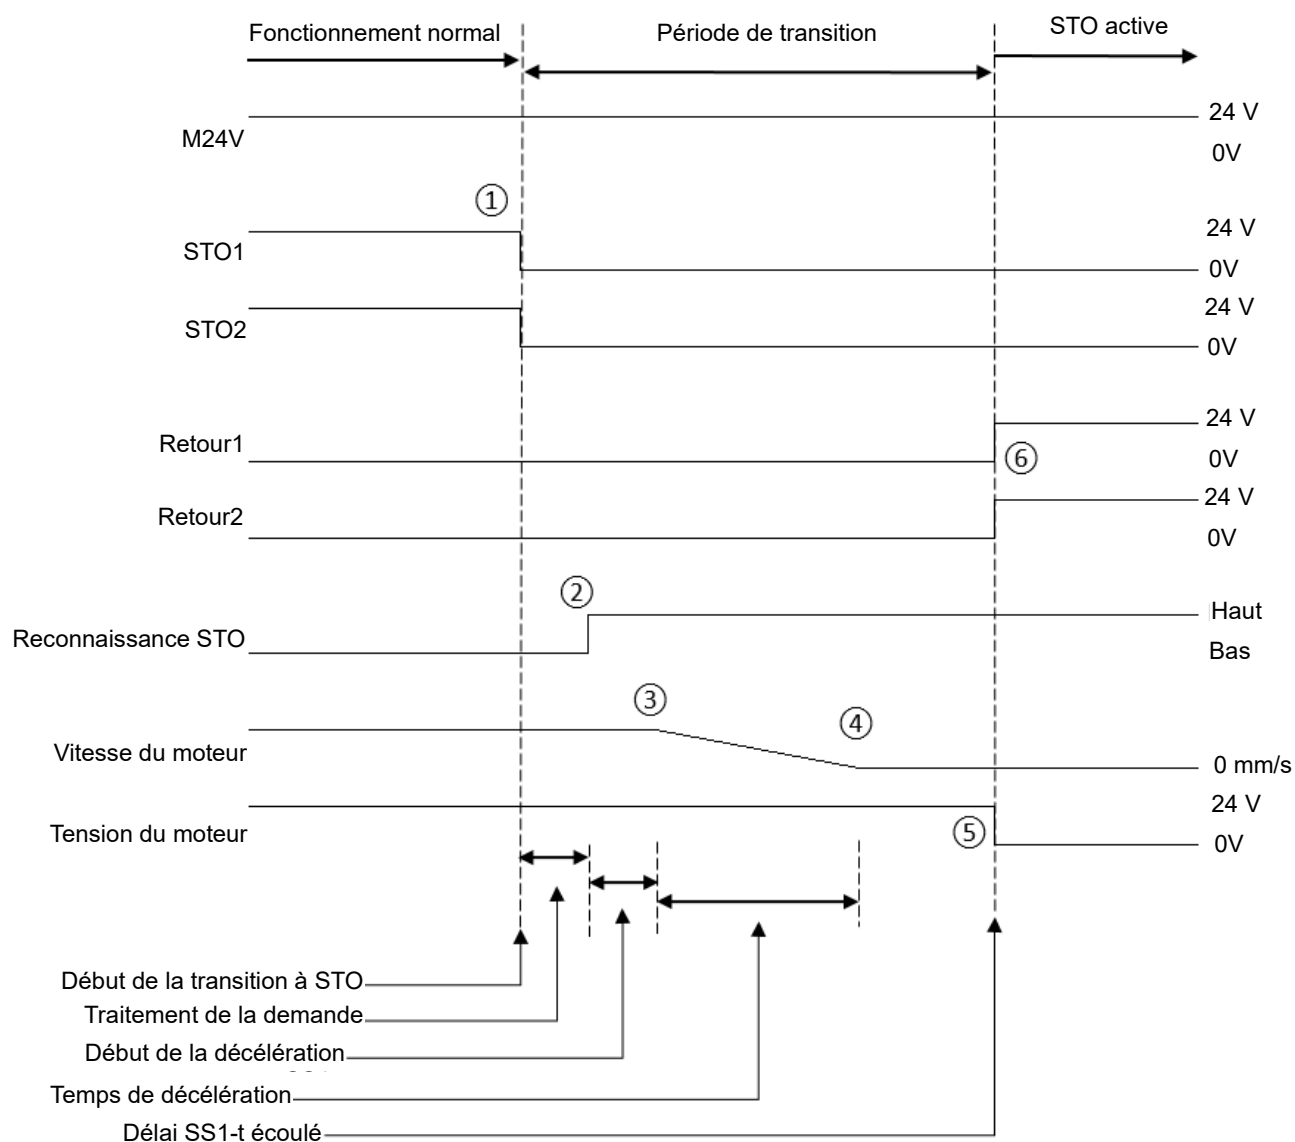 Fonctionnement normal
Période de transition
STO active
M24V
24 V
0V
①
STO1
24 V
0V
STO2
24 V
0V
Retour1
24 V
⑥
0V
Retour2
24 V
0V
②
Reconnaissance STO
Haut
Bas
③
④
Vitesse du moteur
0 mm/s
Tension du moteur
24 V
⑤
0V
Début de la transition à STO
Traitement de la demande
Début de la décélération
Temps de décélération
Délai SS1-t écoulé